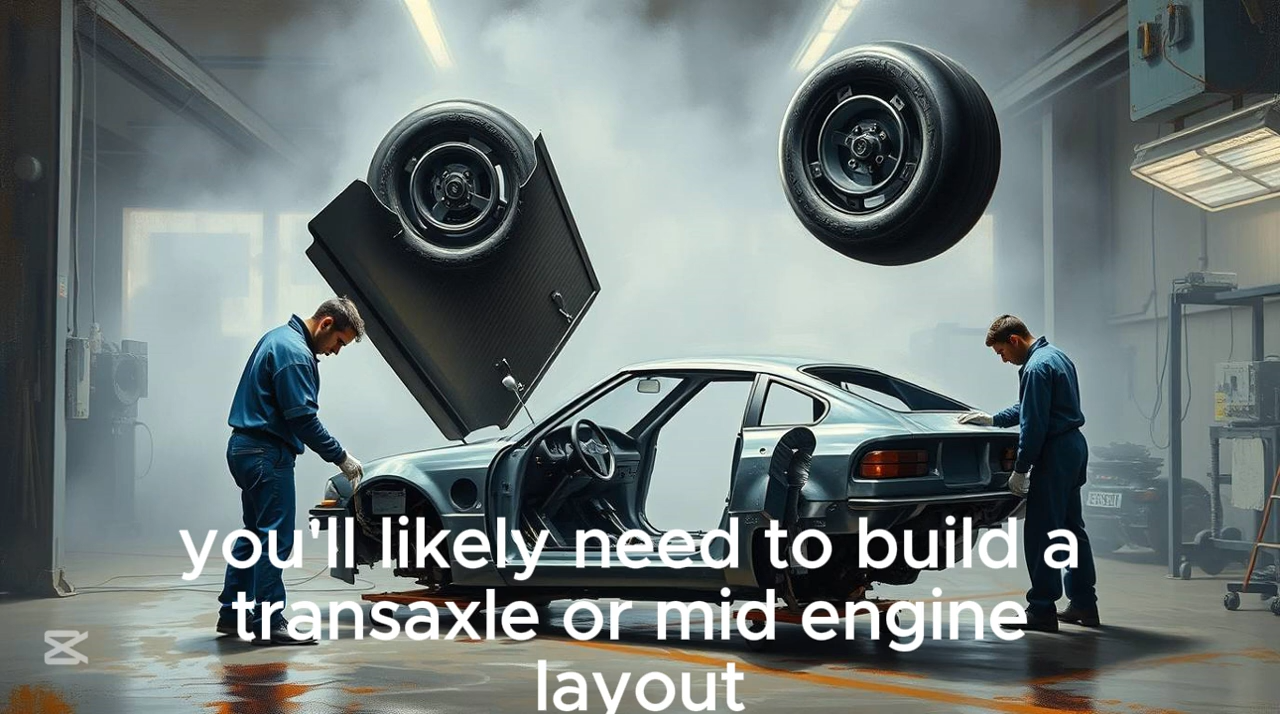 you'll likely need to build a
transaxle or mid engine
layout